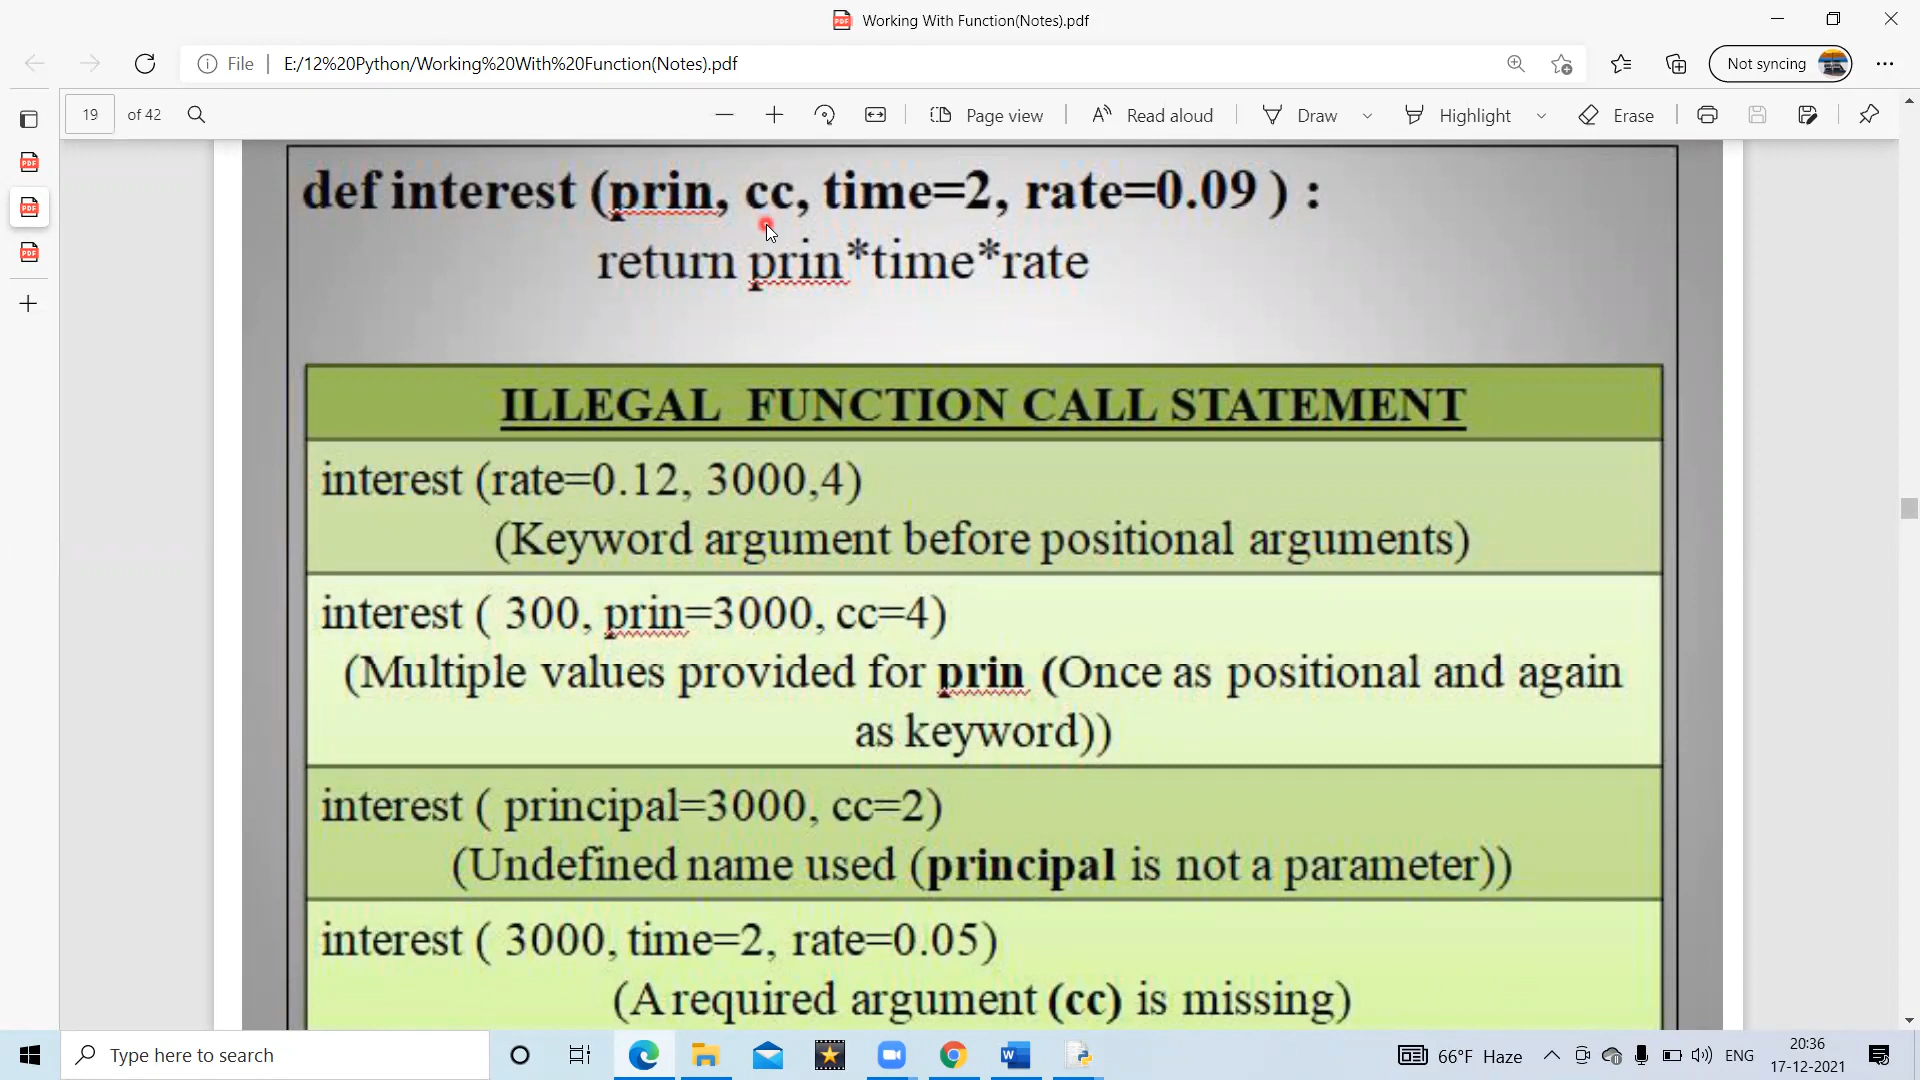 Working With Function(Notes).pdf
File
E:/12%20Python/Working%20With%20Function(Notes).pdf
Not syncing
19 of 42
Page view
Read aloud
Draw
Highlight
Erase
def interest (prin, cc, time=2, rate=0.09 ) :
return prin*time*rate
ILLEGAL FUNCTION CALL STATEMENT
interest (rate=0.12, 3000,4)
(Keyword argument before positional arguments)
interest ( 300, prin=3000, cc=4)
(Multiple values provided for prin (Once as positional and again
as keyword))
interest ( principal=3000, cc=2)
(Undefined name used (principal is not a parameter))
interest ( 3000, time=2, rate=0.05)
(A required argument (cc) is missing)
Type here to search
66°F Haze
ENG
20:36
17-12-2021